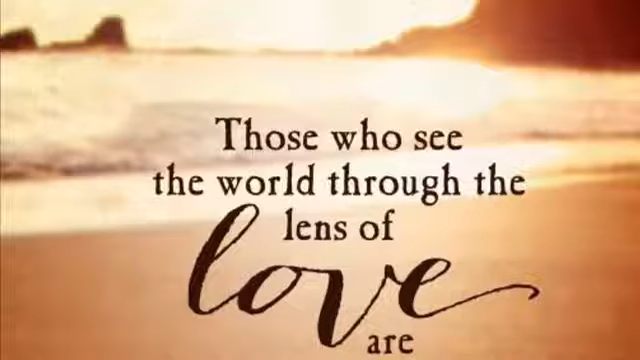 Those who see
the world through the
lens of
love
are